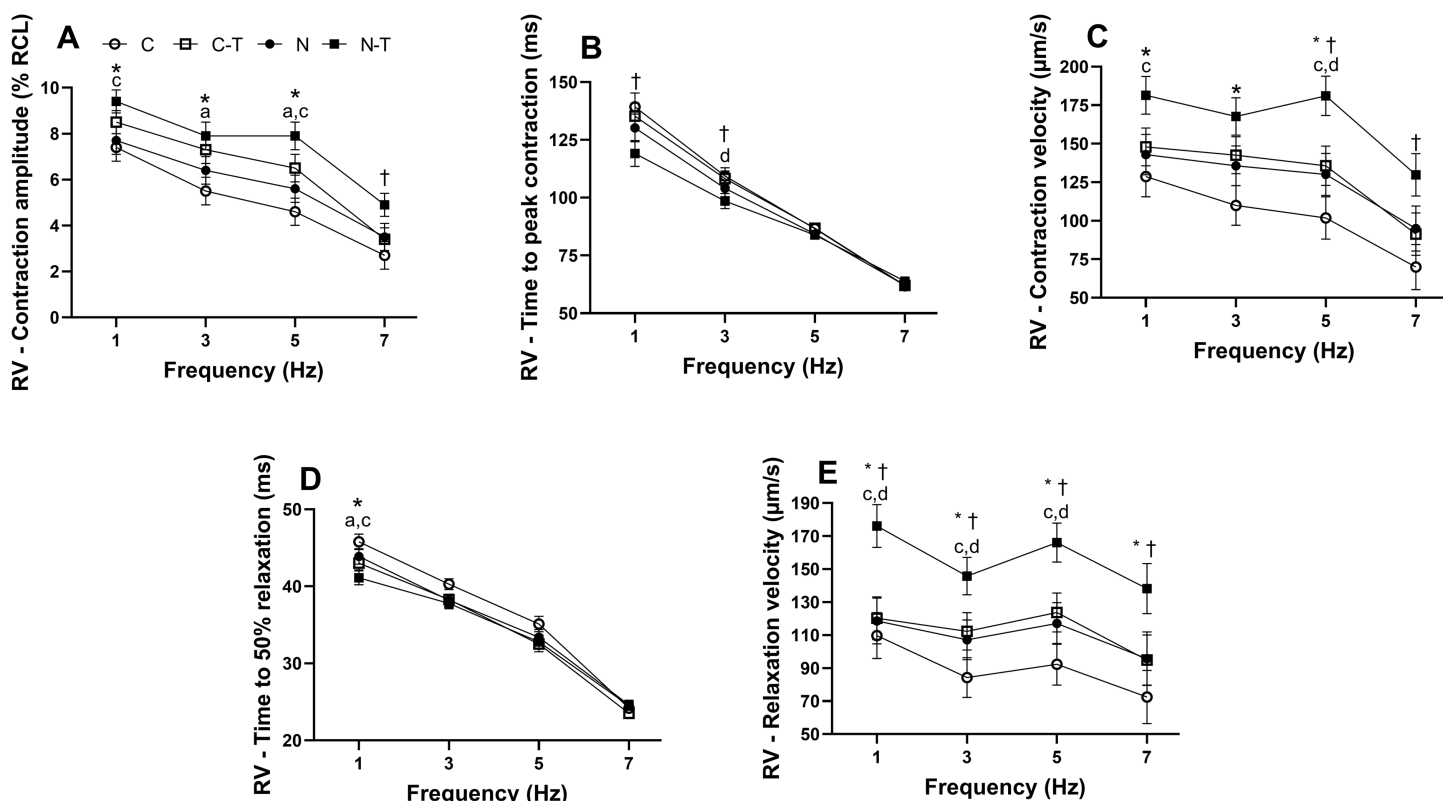 A
C C-T N N-T
RV - Contraction amplitude (% RCL)
10
8
6
4
2
0
*
c
*
a
*
a,c
†
1 3 5 7
Frequency (Hz)
B
RV - Time to peak contraction (ms)
150
125
100
75
50
†
†
d
1 3 5 7
Frequency (Hz)
C
RV - Contraction velocity (µm/s)
200
175
150
125
100
75
50
*
c
*
* †
c,d
†
1 3 5 7
Frequency (Hz)
D
RV - Time to 50% relaxation (ms)
50
40
30
20
*
a,c
1 3 5 7
Frequency (Hz)
E
RV - Relaxation velocity (µm/s)
190
170
150
130
110
90
70
50
* †
c,d
* †
c,d
* †
c,d
* †
1 3 5 7
Frequency (Hz)